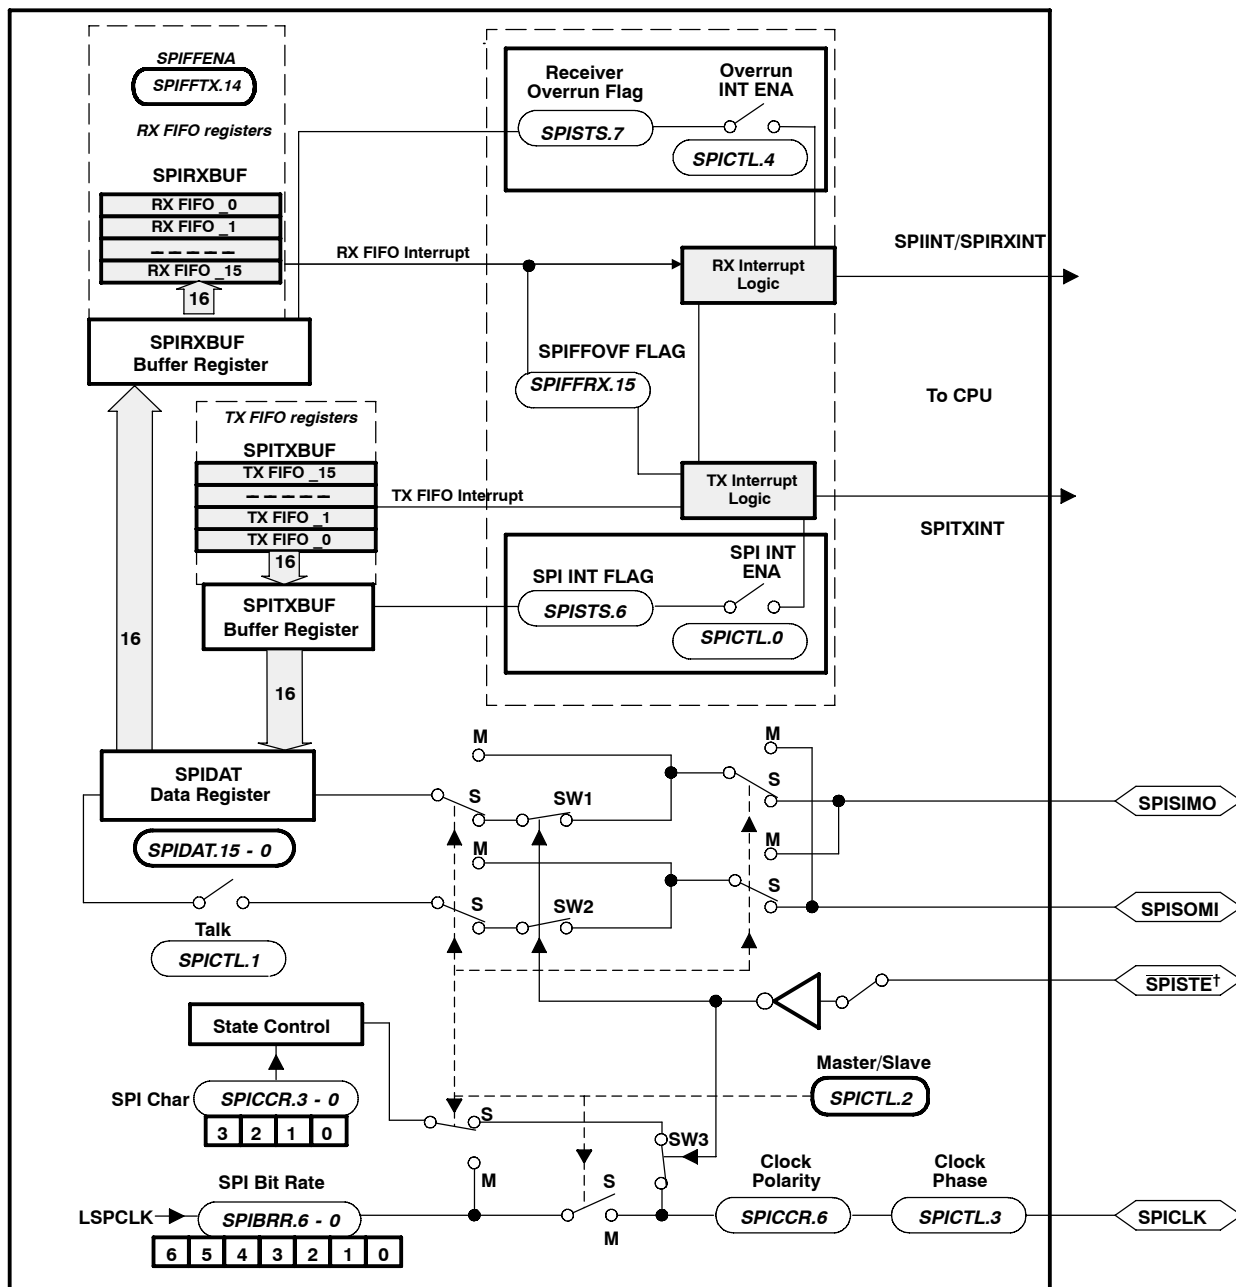 SPIFFENA
SPIFFTX.14
RX FIFO registers
SPIRXBUF
RX FIFO _0
RX FIFO _1
– – – – –
RX FIFO _15
16
SPIRXBUF
Buffer Register
Receiver
Overrun Flag
SPISTS.7
Overrun
INT ENA
SPICTL.4
RX FIFO Interrupt
RX Interrupt
Logic
SPIINT/SPIRXINT
SPIFFOVF FLAG
SPIFFRX.15
To CPU
TX FIFO registers
SPITXBUF
TX FIFO _15
– – – – –
TX FIFO _1
TX FIFO _0
16
TX FIFO Interrupt
TX Interrupt
Logic
SPITXINT
SPITXBUF
Buffer Register
SPI INT FLAG
SPISTS.6
SPI INT
ENA
SPICTL.0
16
16
SPIDAT
Data Register
SPIDAT.15 - 0
M
S
SW1
M
S
SPISIMO
M
S
SW2
M
S
SPISOMI
Talk
SPICTL.1
SPISTE†
State Control
Master/Slave
SPICTL.2
SPI Char
SPICCR.3 - 0
3 2 1 0
S
SW3
M
S
M
SPI Bit Rate
LSPCLK
SPIBRR.6 - 0
6 5 4 3 2 1 0
Clock
Polarity
SPICCR.6
Clock
Phase
SPICTL.3
SPICLK